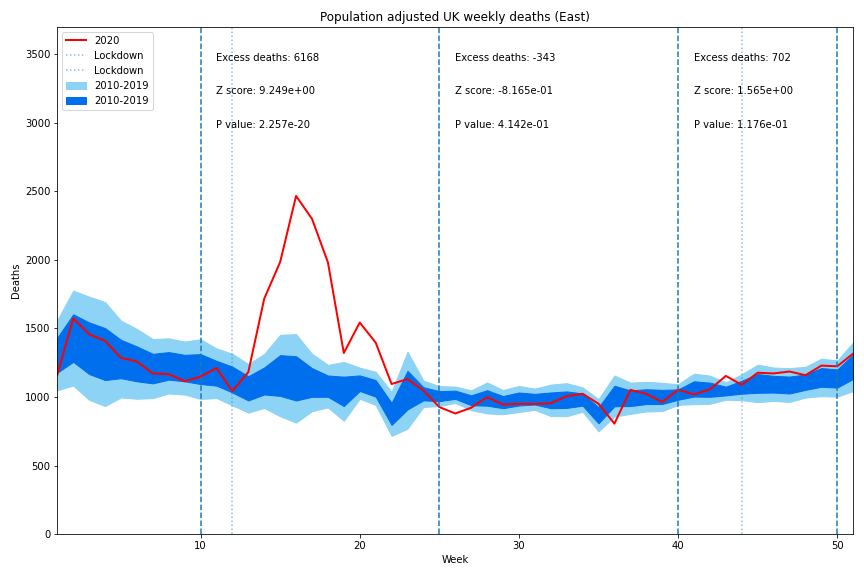 Population adjusted UK weekly deaths (East)
2020
Lockdown
Lockdown
2010-2019
2010-2019
Excess deaths: 6168
Z score: 9.249e+00
P value: 2.257e-20
Excess deaths: -343
Z score: -8.165e-01
P value: 4.142e-01
Excess deaths: 702
Z score: 1.565e+00
P value: 1.176e-01
Deaths
3500
3000
2500
2000
1500
1000
500
0
10
20
30
40
50
Week